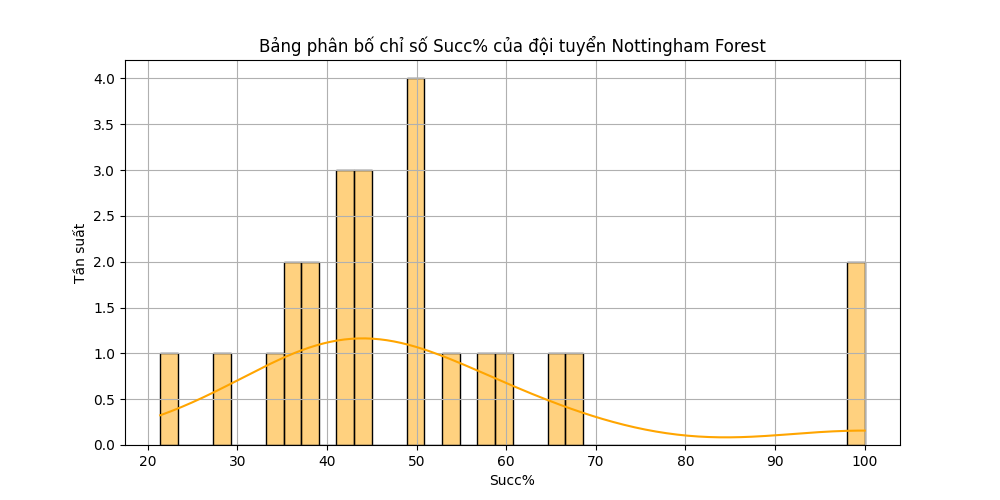 Bảng phân bố chỉ số Succ% của đội tuyển Nottingham Forest
4.0
3.5
3.0
2.5
2.0
1.5
1.0
0.5
0.0
Tần suất
20 30 40 50 60 70 80 90 100
Succ%